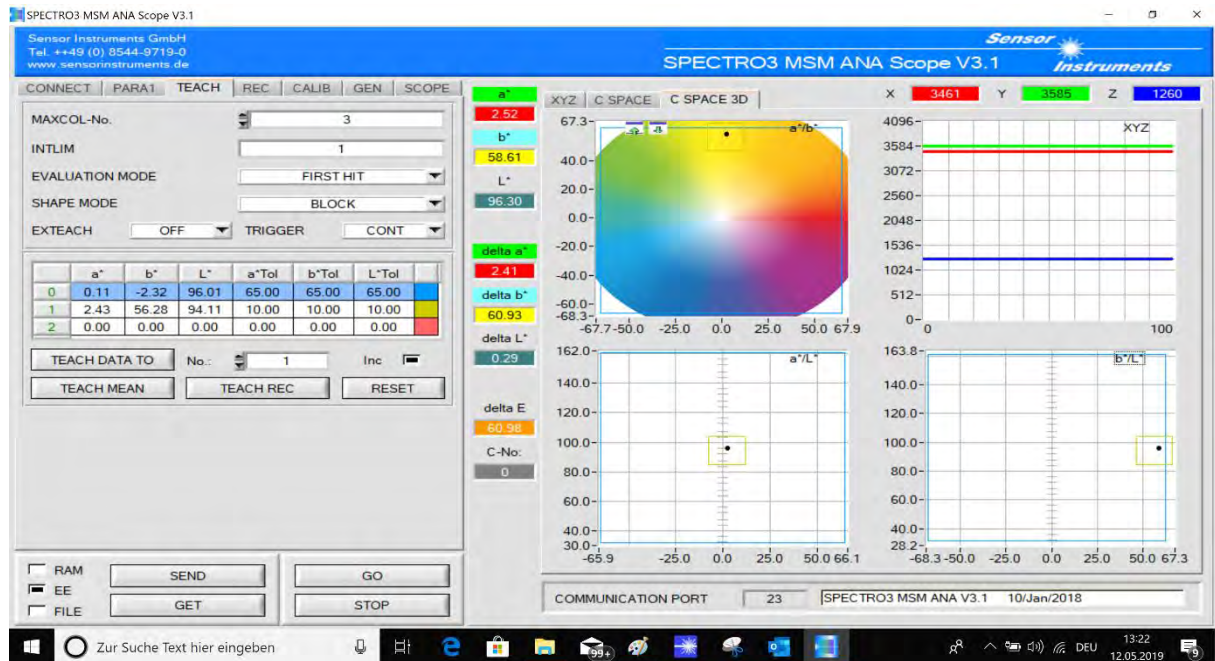 SPECTRO3 MSM ANA Scope V3.1
Sensor Instruments GmbH
Tel. ++49 (0) 8544-9719-0
www.sensorinstruments.de
SPECTRO3 MSM ANA Scope V3.1
Sensor Instruments
CONNECT PARA1 TEACH REC CALIB GEN SCOPE
MAXCOL-No. 3
INTLIM 1
EVALUATION MODE FIRST HIT
SHAPE MODE BLOCK
EXTEACH OFF TRIGGER CONT
a* b* L* a*Tol b*Tol L*Tol
0 0.11 -2.32 96.01 65.00 65.00 65.00
1 2.43 56.28 94.11 10.00 10.00 10.00
2 0.00 0.00 0.00 0.00 0.00 0.00
TEACH DATA TO No.: 1 Inc
TEACH MEAN TEACH REC RESET
RAM
EE
FILE
SEND GO
GET STOP
a*
2.52
b*
58.61
L*
96.30
delta a*
2.41
delta b*
60.93
delta L*
0.29
delta E
60.98
C-No:
0
XYZ C SPACE C SPACE 3D
X 3461 Y 3585 Z 1260
a*/b*
67.3
40.0
20.0
0.0
-20.0
-40.0
-60.0
-68.3
-67.7 -50.0 -25.0 0.0 25.0 50.0 67.9
XYZ
4096
3584
3072
2560
2048
1536
1024
512
0
0 100
a*/L*
162.0
140.0
120.0
100.0
80.0
60.0
40.0
30.0
-65.9 -25.0 0.0 25.0 50.0 66.1
b*/L*
163.8
140.0
120.0
100.0
80.0
60.0
40.0
28.2
-68.3 -50.0 -25.0 0.0 25.0 50.0 67.3
COMMUNICATION PORT 23 SPECTRO3 MSM ANA V3.1 10/Jan/2018
Zur Suche Text hier eingeben
99+
DEU
13:22
12.05.2019
9